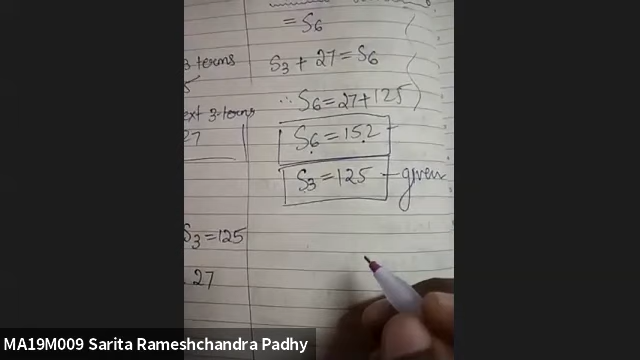 = S6
3 terms
S3 + 27 = S6
5
∴ S6 = 27 + 125
ext 3-terms
27
S6 = 152
S3 = 125 - given
S3 = 125
27
MA19M009 Sarita Rameshchandra Padhy